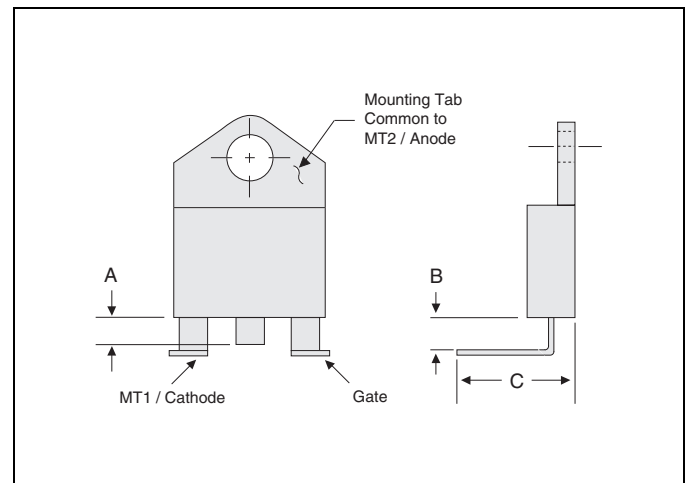 Mounting Tab
Common to
MT2 / Anode
A
B
C
MT1 / Cathode
Gate